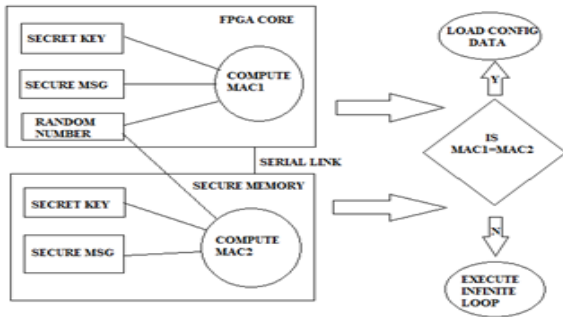 FPGA CORE
SECRET KEY
SECURE MSG
RANDOM
NUMBER
COMPUTE
MAC1
SERIAL LINK
SECURE MEMORY
SECRET KEY
SECURE MSG
COMPUTE
MAC2
LOAD CONFIG
DATA
Y
IS
MAC1=MAC2
N
EXECUTE
INFINITE
LOOP